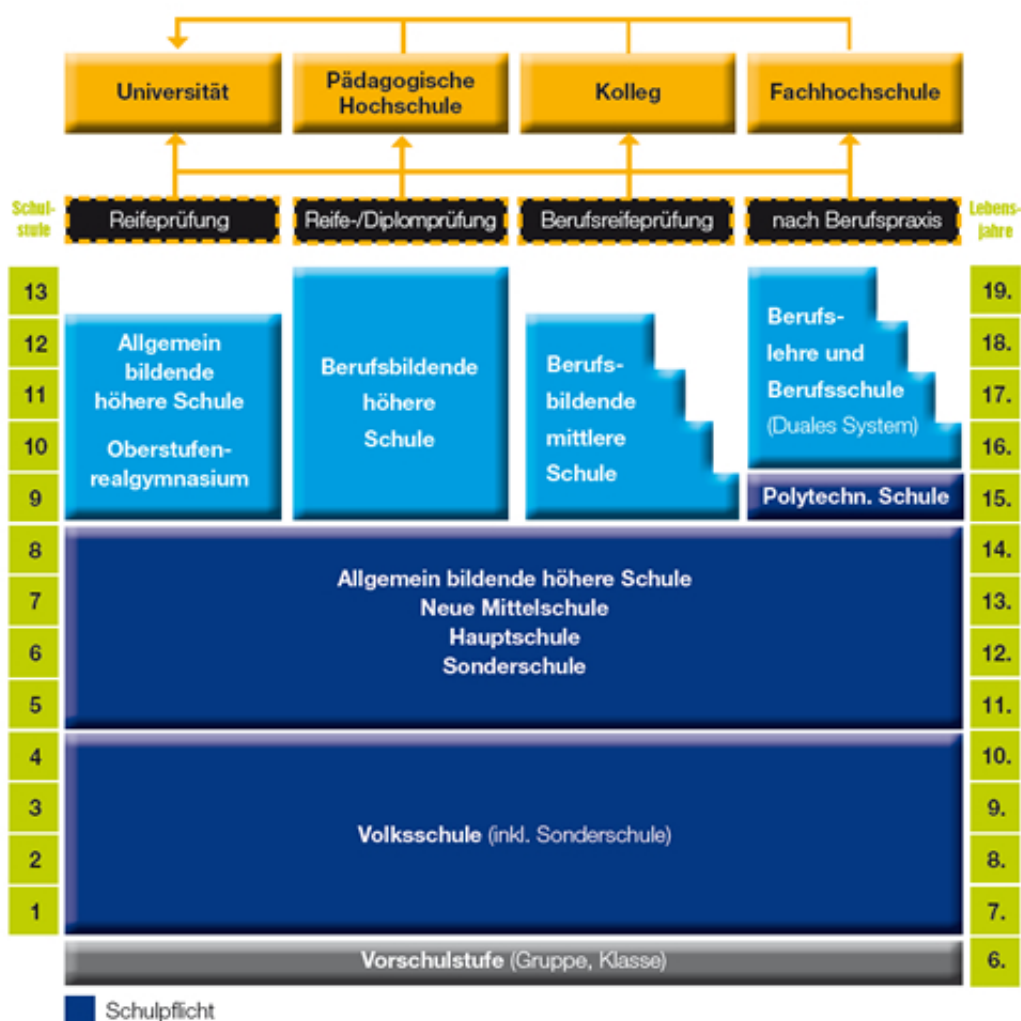 Universität
Pädagogische
Hochschule
Kolleg
Fachhochschule
Schul-
stufe
Reifeprüfung
Reife-/Diplomprüfung
Berufsreifeprüfung
nach Berufspraxis
Lebens-
jahre
13
12
11
10
9
8
7
6
5
4
3
2
1
Allgemein
bildende
höhere Schule
Oberstufen-
realgymnasium
Berufsbildende
höhere
Schule
Berufs-
bildende
mittlere
Schule
Berufs-
lehre und
Berufsschule
(Duales System)
Polytechn. Schule
Allgemein bildende höhere Schule
Neue Mittelschule
Hauptschule
Sonderschule
Volksschule (inkl. Sonderschule)
Vorschulstufe (Gruppe, Klasse)
19.
18.
17.
16.
15.
14.
13.
12.
11.
10.
9.
8.
7.
6.
Schulpflicht